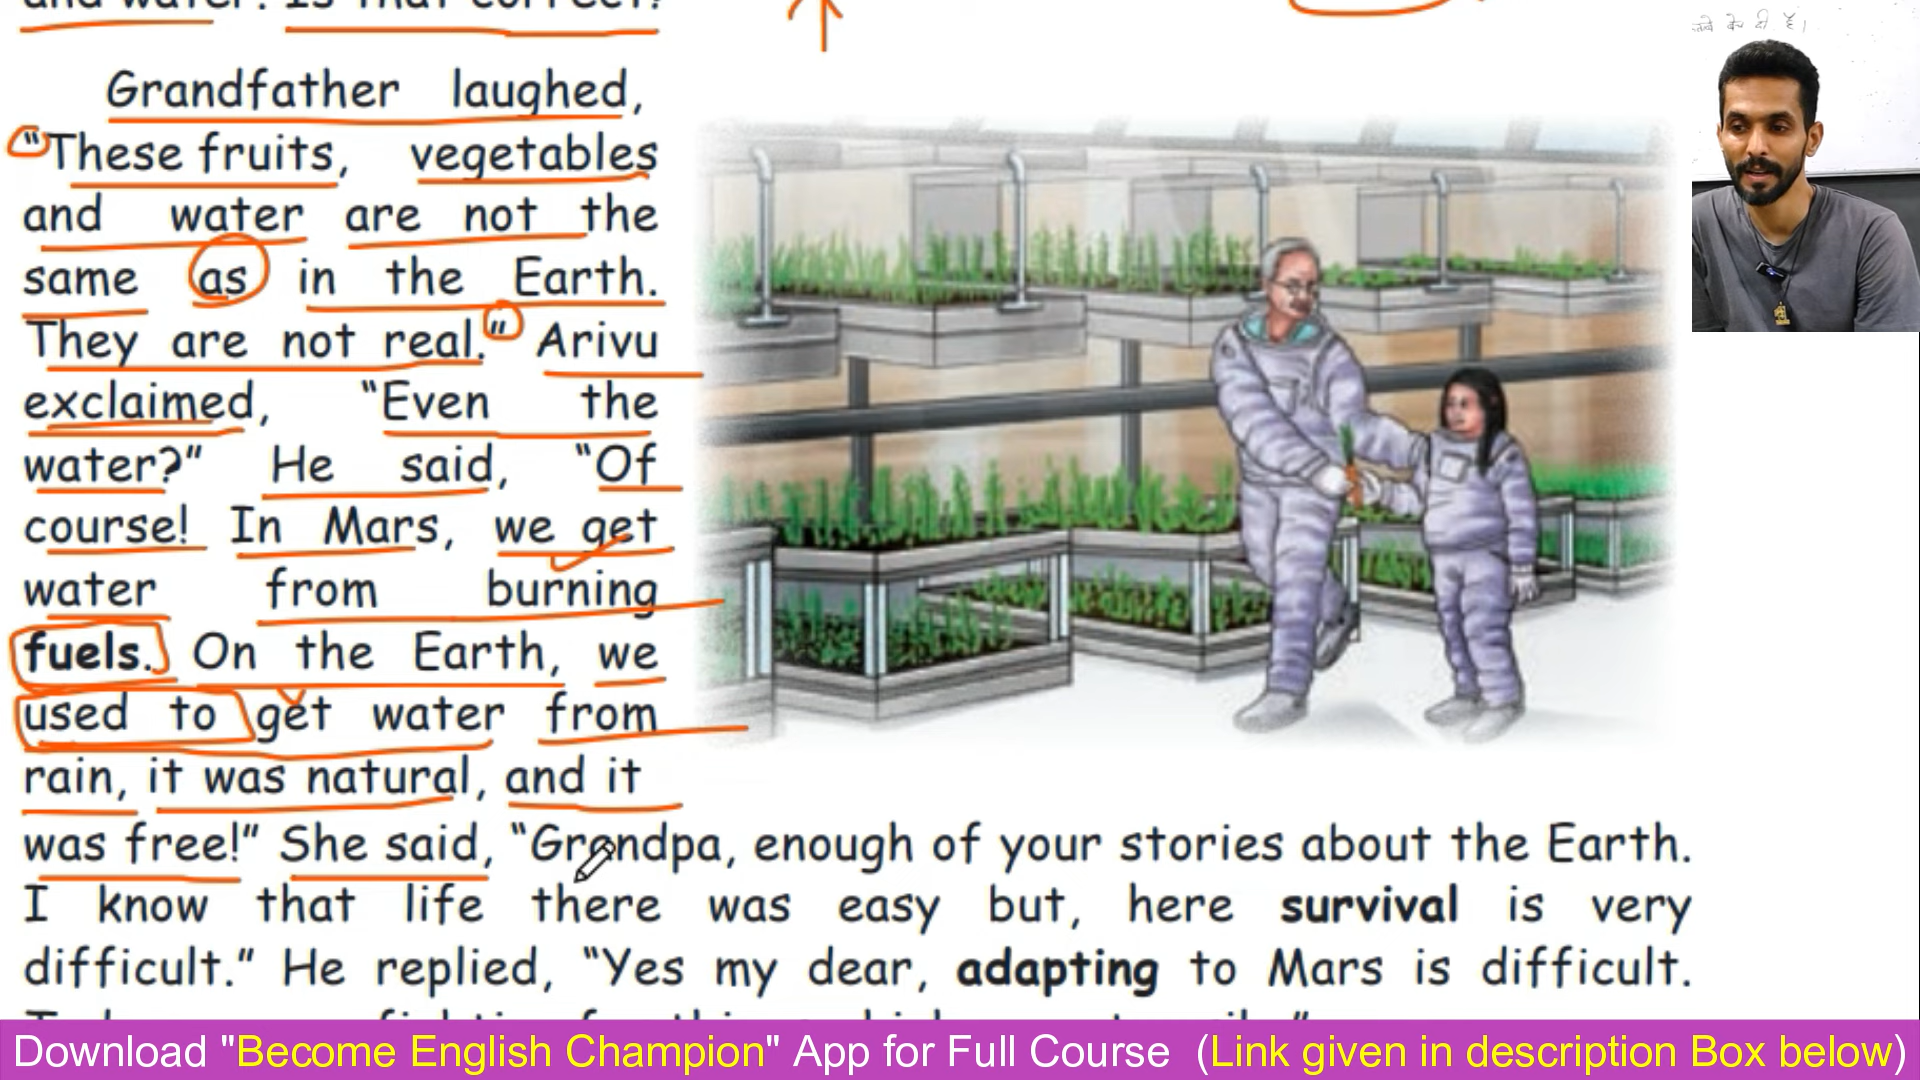 and water. Is that correct?
Grandfather laughed,
"These fruits, vegetables
and water are not the
same as in the Earth.
They are not real." Arivu
exclaimed, "Even the
water?" He said, "Of
course! In Mars, we get
water from burning
fuels. On the Earth, we
used to get water from
rain, it was natural, and it
was free!" She said, "Grandpa, enough of your stories about the Earth.
I know that life there was easy but, here survival is very
difficult." He replied, "Yes my dear, adapting to Mars is difficult.
Download "Become English Champion" App for Full Course (Link given in description Box below)